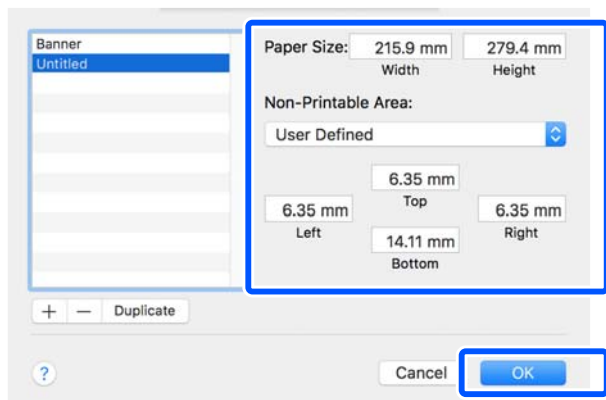 Banner
Untitled
Paper Size: 215.9 mm 279.4 mm
Width Height
Non-Printable Area:
User Defined
6.35 mm
Top
6.35 mm 6.35 mm
Left Right
14.11 mm
Bottom
+ − Duplicate
? Cancel OK